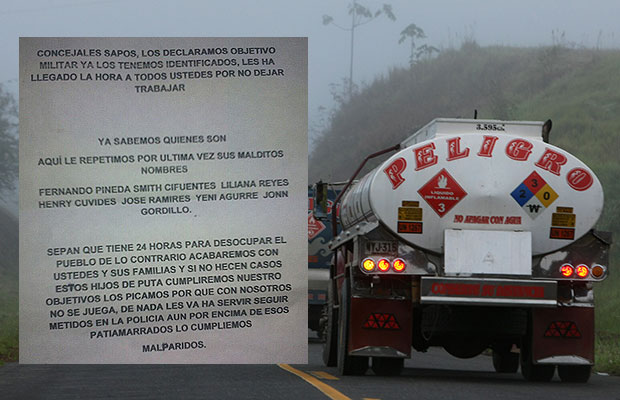 CONCEJALES SAPOS, LOS DECLARAMOS OBJETIVO
MILITAR YA LOS TENEMOS IDENTIFICADOS, LES HA
LLEGADO LA HORA A TODOS USTEDES POR NO DEJAR
TRABAJAR
YA SABEMOS QUIENES SON
AQUÍ LE REPETIMOS POR ULTIMA VEZ SUS MALDITOS
NOMBRES
FERNANDO PINEDA SMITH CIFUENTES LILIANA REYES
HENRY CUVIDES JOSE RAMIRES YENI AGURRE JONN
GORDILLO.
SEPAN QUE TIENE 24 HORAS PARA DESOCUPAR EL
PUEBLO DE LO CONTRARIO ACABAREMOS CON
USTEDES Y SUS FAMILIAS Y SI NO HECEN CASOS
ESTOS HIJOS DE PUTA CUMPLIREMOS NUESTRO
OBJETIVOS LOS PICAMOS POR QUE CON NOSOTROS
NO SE JUEGA, DE NADA LES VA HA SERVIR SEGUIR
METIDOS EN LA POLICIA AUN POR ENCIMA DE ESOS
PATIAMARRADOS LO CUMPLIEMOS
MALPARIDOS.
3.595
PELIGRO
LIQUIDO
INFLAMABLE
3
2 3 0
W
NO APAGAR CON AGUA